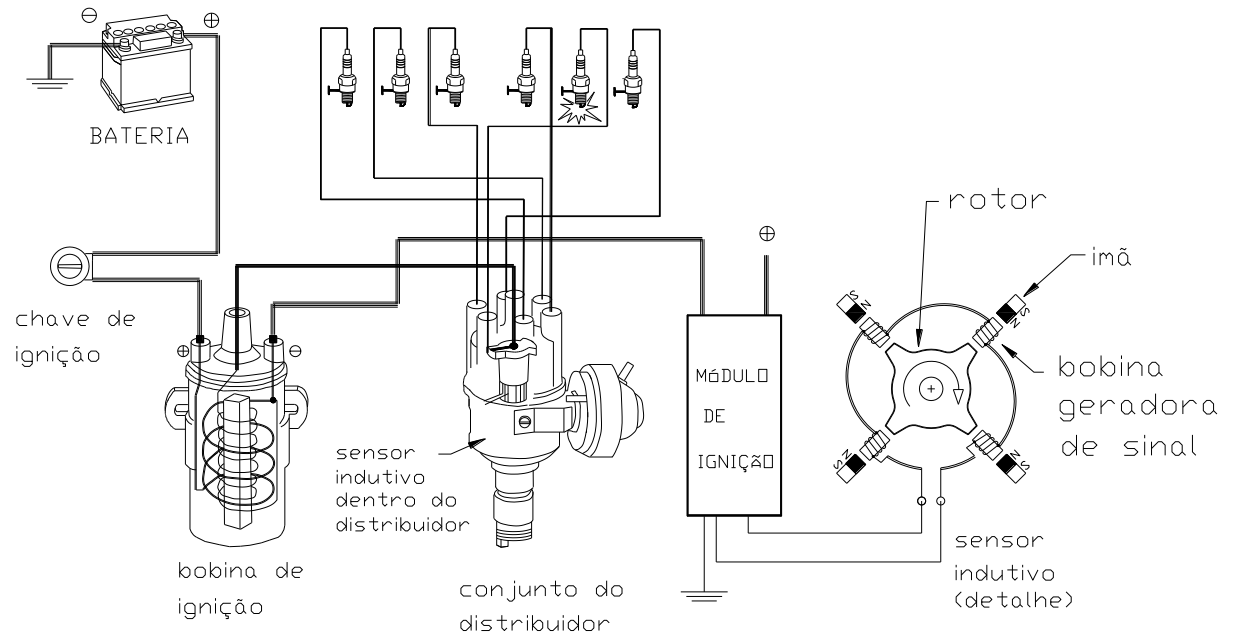 BATERIA
chave de
ignição
bobina de
ignição
sensor
indutivo
dentro do
distribuidor
conjunto do
distribuidor
MóDULO
DE
IGNIÇãO
rotor
imã
bobina
geradora
de sinal
S N
S N
S N
S N
sensor
indutivo
(detalhe)